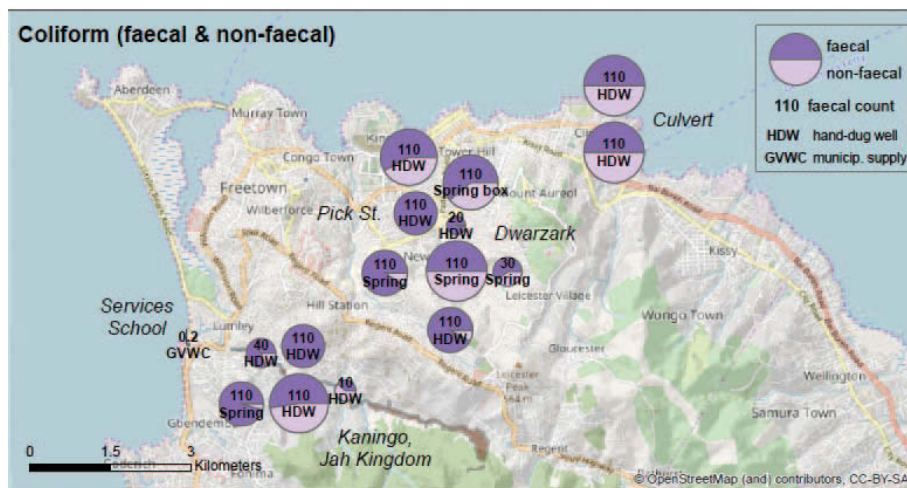 Coliform (faecal & non-faecal)
faecal
non-faecal
110 faecal count
HDW hand-dug well
GVWC municip. supply
Aberdeen
Murray Town
Congo Town
Tower Hill
Culvert
110
HDW
110
HDW
110
HDW
110
Spring box
Mount Aureol
Freetown
Wilberforce
Pick St.
110
HDW
20
HDW
Dwarzark
Kissy
110
Spring
110
Spring
30
Spring
Leicester Village
Hill Station
Wongo Town
Services
School
Lumley
0.2
GVWC
40
HDW
110
HDW
110
HDW
Regent Road
Gloucester
Leicester
Peak
564 m
Wellington
110
Spring
110
HDW
10
HDW
Samura Town
Kaningo,
Jah Kingdom
Regent
0 1.5 3
Kilometers
Goderich
© OpenStreetMap (and) contributors, CC-BY-SA